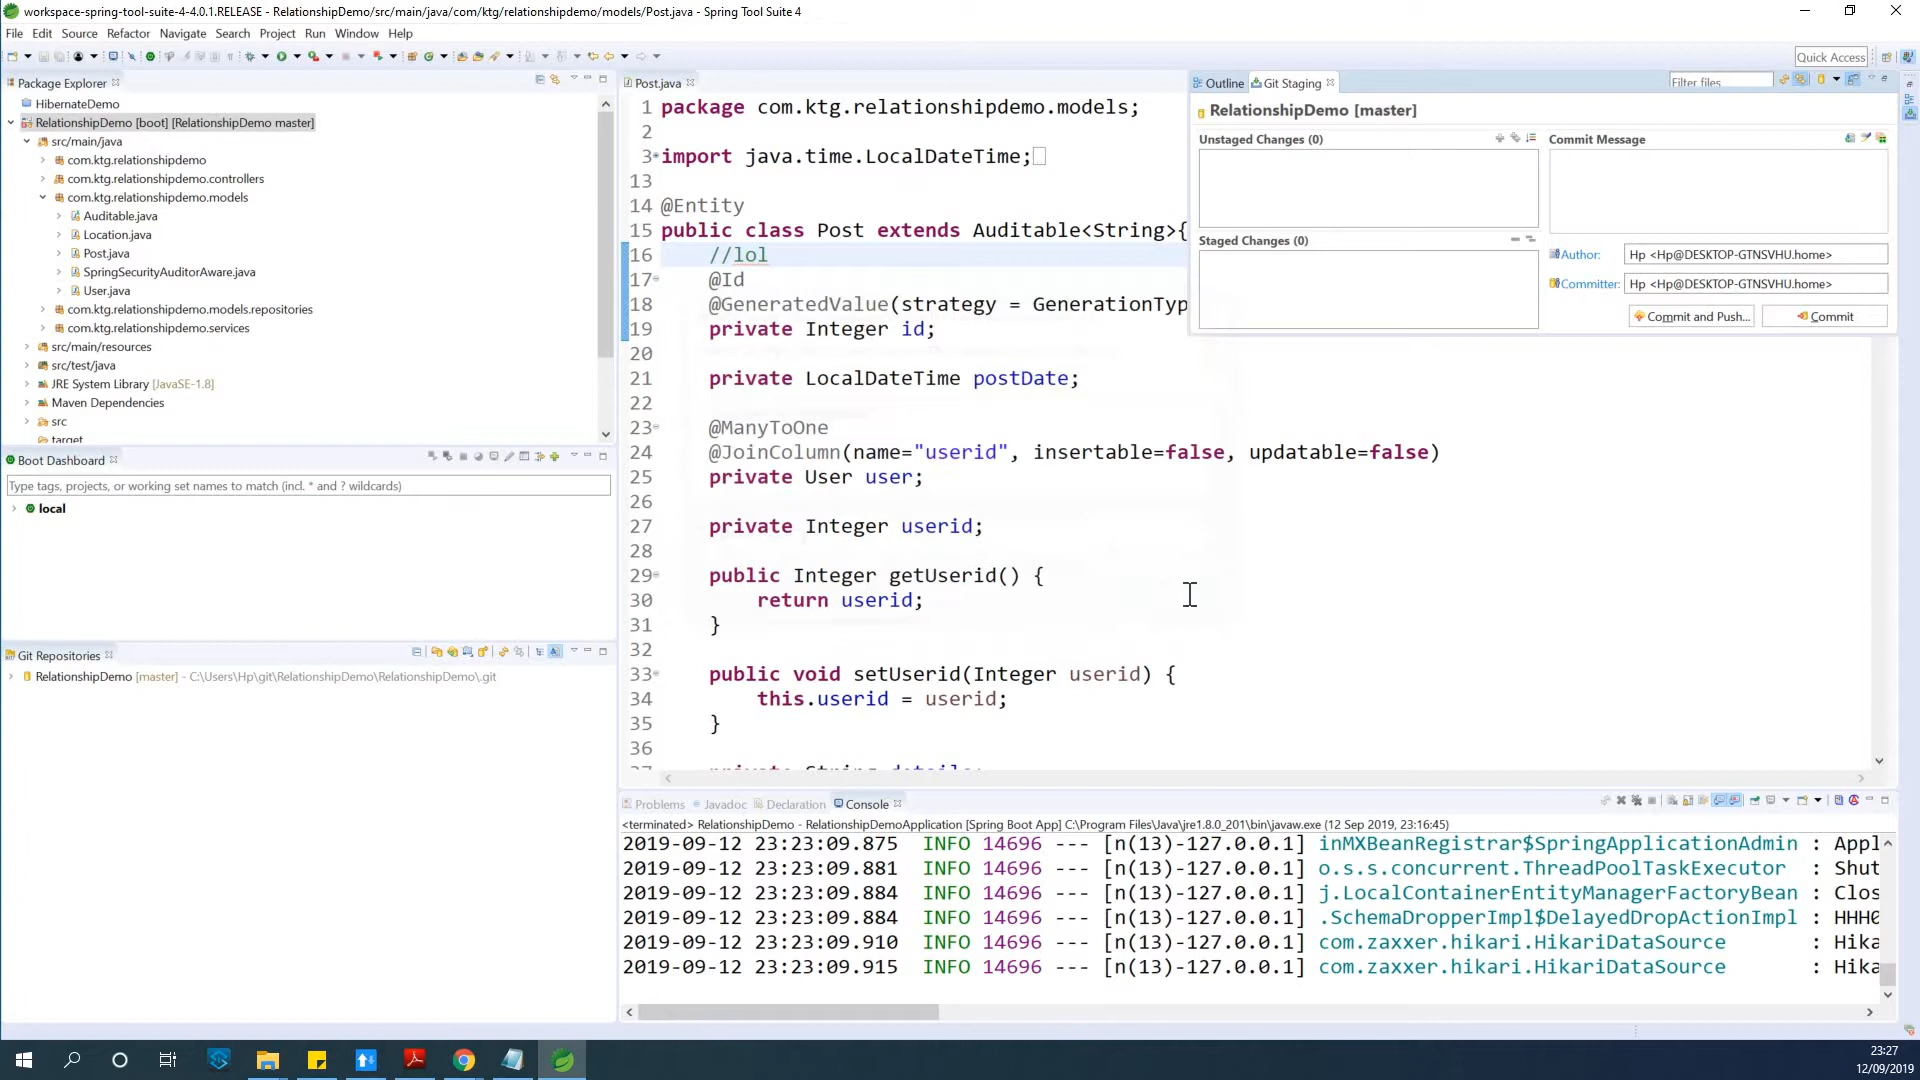 workspace-spring-tool-suite-4-4.0.1.RELEASE - RelationshipDemo/src/main/java/com/ktg/relationshipdemo/models/Post.java - Spring Tool Suite 4
File Edit Source Refactor Navigate Search Project Run Window Help
Quick Access
Package Explorer
HibernateDemo
RelationshipDemo [boot] [RelationshipDemo master]
src/main/java
com.ktg.relationshipdemo
com.ktg.relationshipdemo.controllers
com.ktg.relationshipdemo.models
Auditable.java
Location.java
Post.java
SpringSecurityAuditorAware.java
User.java
com.ktg.relationshipdemo.models.repositories
com.ktg.relationshipdemo.services
src/main/resources
src/test/java
JRE System Library [JavaSE-1.8]
Maven Dependencies
src
target
Boot Dashboard
Type tags, projects, or working set names to match (incl. * and ? wildcards)
local
Git Repositories
RelationshipDemo [master] - C:\Users\Hp\git\RelationshipDemo\RelationshipDemo\.git
Post.java
1 package com.ktg.relationshipdemo.models;
2
3 import java.time.LocalDateTime;
13
14 @Entity
15 public class Post extends Auditable<String>{
16 //lol
17 @Id
18 @GeneratedValue(strategy = GenerationTyp
19 private Integer id;
20
21 private LocalDateTime postDate;
22
23 @ManyToOne
24 @JoinColumn(name="userid", insertable=false, updatable=false)
25 private User user;
26
27 private Integer userid;
28
29 public Integer getUserid() {
30 return userid;
31 }
32
33 public void setUserid(Integer userid) {
34 this.userid = userid;
35 }
36
37 private String details;
Outline Git Staging
Filter files
RelationshipDemo [master]
Unstaged Changes (0)
Staged Changes (0)
Commit Message
Author: Hp <Hp@DESKTOP-GTNSVHU.home>
Committer: Hp <Hp@DESKTOP-GTNSVHU.home>
Commit and Push... Commit
Problems Javadoc Declaration Console
<terminated> RelationshipDemo - RelationshipDemoApplication [Spring Boot App] C:\Program Files\Java\jre1.8.0_201\bin\javaw.exe (12 Sep 2019, 23:16:45)
2019-09-12 23:23:09.875 INFO 14696 --- [n(13)-127.0.0.1] inMXBeanRegistrar$SpringApplicationAdmin : Appl
2019-09-12 23:23:09.881 INFO 14696 --- [n(13)-127.0.0.1] o.s.s.concurrent.ThreadPoolTaskExecutor : Shut
2019-09-12 23:23:09.884 INFO 14696 --- [n(13)-127.0.0.1] j.LocalContainerEntityManagerFactoryBean : Clos
2019-09-12 23:23:09.884 INFO 14696 --- [n(13)-127.0.0.1] .SchemaDropperImpl$DelayedDropActionImpl : HHH0
2019-09-12 23:23:09.910 INFO 14696 --- [n(13)-127.0.0.1] com.zaxxer.hikari.HikariDataSource : Hika
2019-09-12 23:23:09.915 INFO 14696 --- [n(13)-127.0.0.1] com.zaxxer.hikari.HikariDataSource : Hika
23:27
12/09/2019